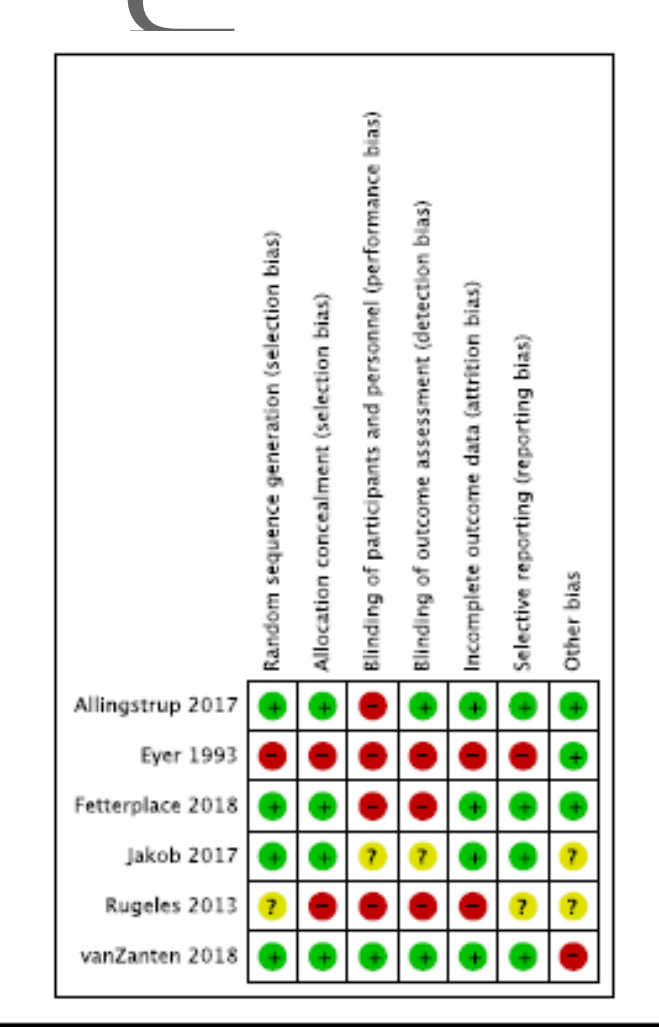 Random sequence generation (selection bias)
Allocation concealment (selection bias)
Blinding of participants and personnel (performance bias)
Blinding of outcome assessment (detection bias)
Incomplete outcome data (attrition bias)
Selective reporting (reporting bias)
Other bias
Allingstrup 2017 + + − + + + +
Eyer 1993 − − − − − − +
Fetterplace 2018 + + − − + + +
Jakob 2017 + + ? ? + + ?
Rugeles 2013 ? − − − − ? ?
vanZanten 2018 + + + + + + −